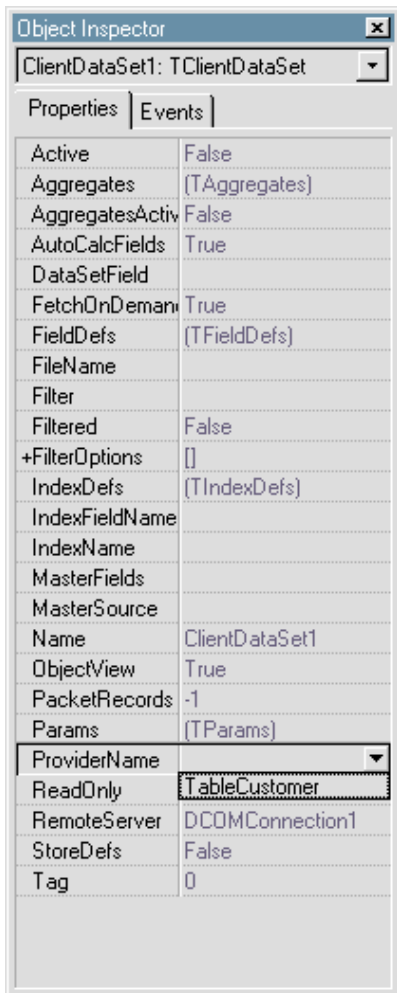 Object Inspector
ClientDataSet1: TClientDataSet
Properties Events
Active False
Aggregates (TAggregates)
AggregatesActiv False
AutoCalcFields True
DataSetField
FetchOnDeman True
FieldDefs (TFieldDefs)
FileName
Filter
Filtered False
+FilterOptions []
IndexDefs (TIndexDefs)
IndexFieldName
IndexName
MasterFields
MasterSource
Name ClientDataSet1
ObjectView True
PacketRecords -1
Params (TParams)
ProviderName
ReadOnly TableCustomer
RemoteServer DCOMConnection1
StoreDefs False
Tag 0